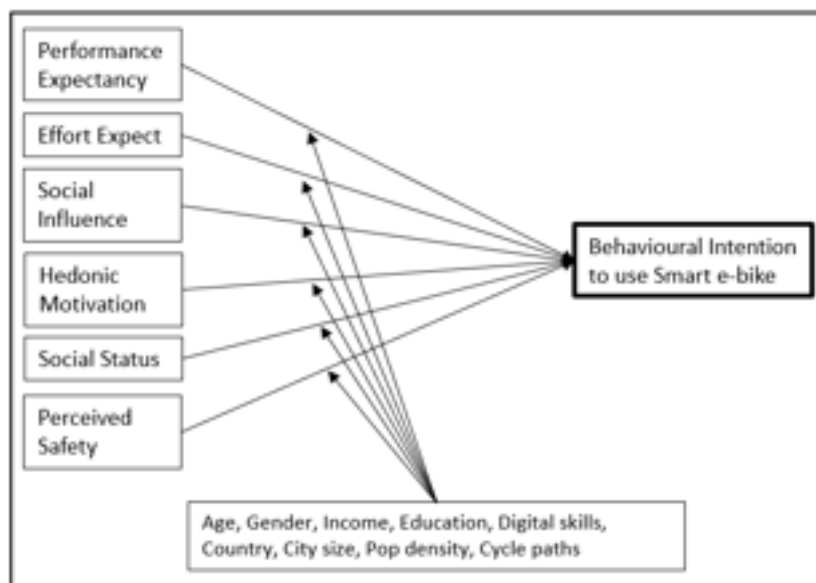 Performance
Expectancy
Effort Expect
Social
Influence
Hedonic
Motivation
Social Status
Perceived
Safety
Behavioural Intention
to use Smart e-bike
Age, Gender, Income, Education, Digital skills,
Country, City size, Pop density, Cycle paths